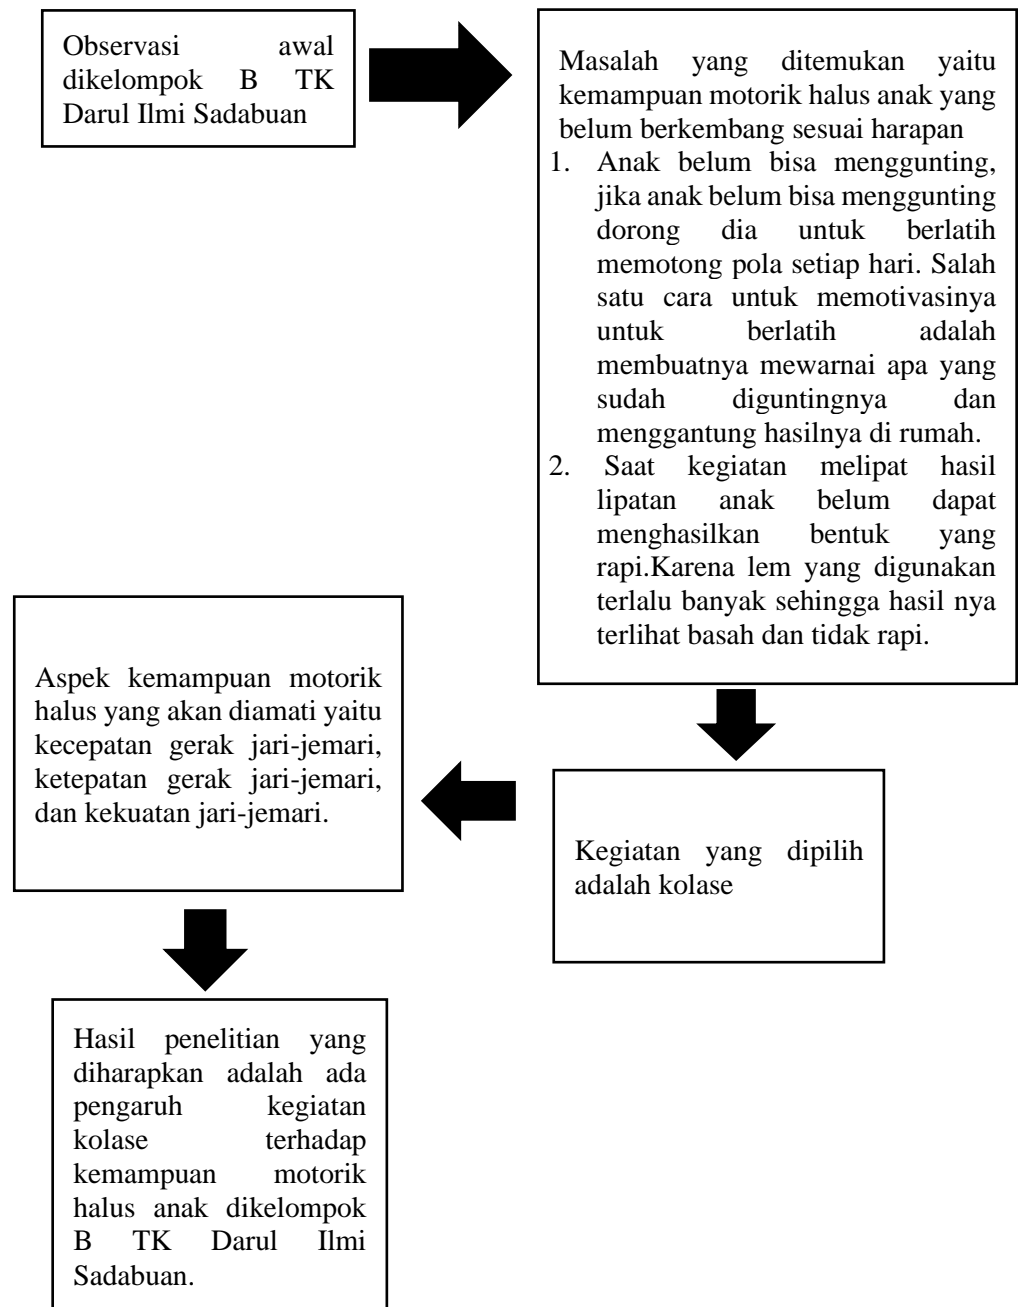 Observasi awal
dikelompok B TK
Darul Ilmi Sadabuan
Masalah yang ditemukan yaitu
kemampuan motorik halus anak yang
belum berkembang sesuai harapan
1. Anak belum bisa menggunting,
jika anak belum bisa menggunting
dorong dia untuk berlatih
memotong pola setiap hari. Salah
satu cara untuk memotivasinya
untuk berlatih adalah
membuatnya mewarnai apa yang
sudah diguntingnya dan
menggantung hasilnya di rumah.
2. Saat kegiatan melipat hasil
lipatan anak belum dapat
menghasilkan bentuk yang
rapi.Karena lem yang digunakan
terlalu banyak sehingga hasil nya
terlihat basah dan tidak rapi.
Kegiatan yang dipilih
adalah kolase
Aspek kemampuan motorik
halus yang akan diamati yaitu
kecepatan gerak jari-jemari,
ketepatan gerak jari-jemari,
dan kekuatan jari-jemari.
Hasil penelitian yang
diharapkan adalah ada
pengaruh kegiatan
kolase terhadap
kemampuan motorik
halus anak dikelompok
B TK Darul Ilmi
Sadabuan.